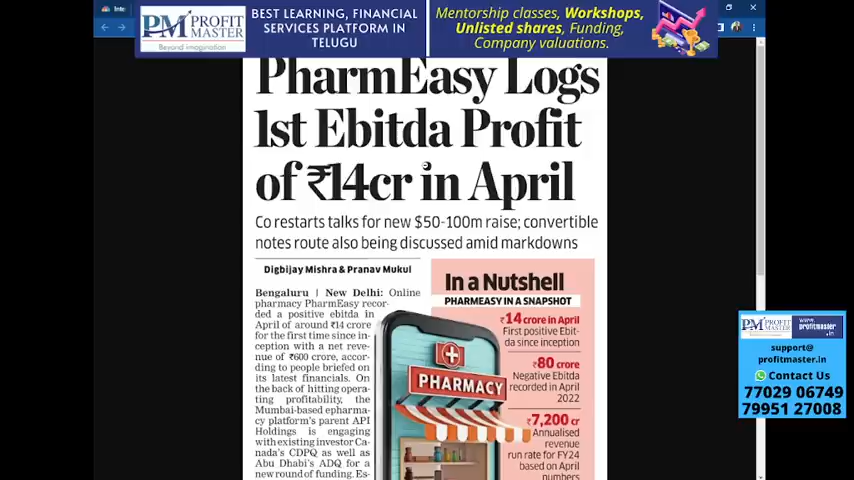 Inte
PM PROFIT MASTER
Beyond imagination
BEST LEARNING, FINANCIAL
SERVICES PLATFORM IN
TELUGU
Mentorship classes, Workshops,
Unlisted shares, Funding,
Company valuations.
PharmEasy Logs
1st Ebitda Profit
of ₹14cr in April
Co restarts talks for new $50-100m raise; convertible
notes route also being discussed amid markdowns
Digbijay Mishra & Pranav Mukul
Bengaluru | New Delhi: Online
pharmacy PharmEasy recor-
ded a positive ebitda in
April of around ₹14 crore
for the first time since in-
ception with a net reve-
nue of ₹600 crore, accor-
ding to people briefed on
its latest financials. On
the back of hitting opera-
ting profitability, the
Mumbai-based epharma-
cy platform's parent API
Holdings is engaging
with existing investor Ca-
nada's CDPQ as well as
Abu Dhabi's ADQ for a
new round of funding. Es-
In a Nutshell
PHARMEASY IN A SNAPSHOT
₹14 crore in April
First positive Ebit-
da since inception
₹80 crore
Negative Ebitda
recorded in April
2022
₹7,200 cr
Annualised
revenue
run rate for FY24
based on April
numbers
PHARMACY
PM PROFIT MASTER
www.
profitmaster
.in
support@
profitmaster.in
Contact Us
77029 06749
79951 27008